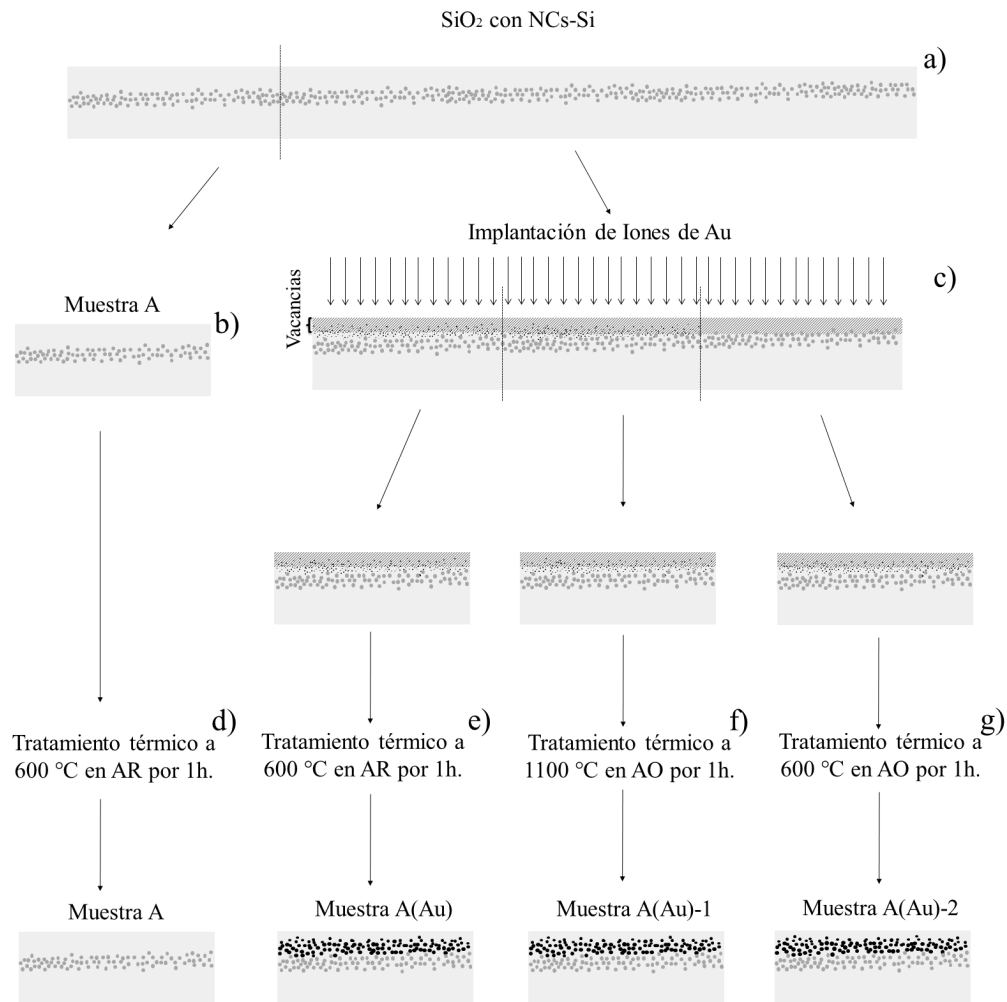 SiO₂ con NCs-Si
a)
Implantación de Iones de Au
Vacancias
{
c)
Muestra A
b)
d)
e)
f)
g)
Tratamiento térmico a
600 °C en AR por 1h.
Tratamiento térmico a
600 °C en AR por 1h.
Tratamiento térmico a
1100 °C en AO por 1h.
Tratamiento térmico a
600 °C en AO por 1h.
Muestra A
Muestra A(Au)
Muestra A(Au)-1
Muestra A(Au)-2